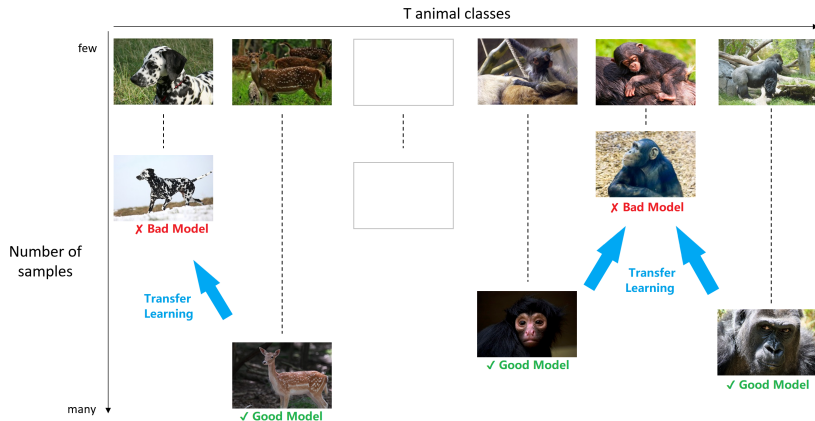 T animal classes
few
✗ Bad Model
✗ Bad Model
Number of
samples
Transfer
Learning
Transfer
Learning
✓ Good Model
✓ Good Model
many
✓ Good Model